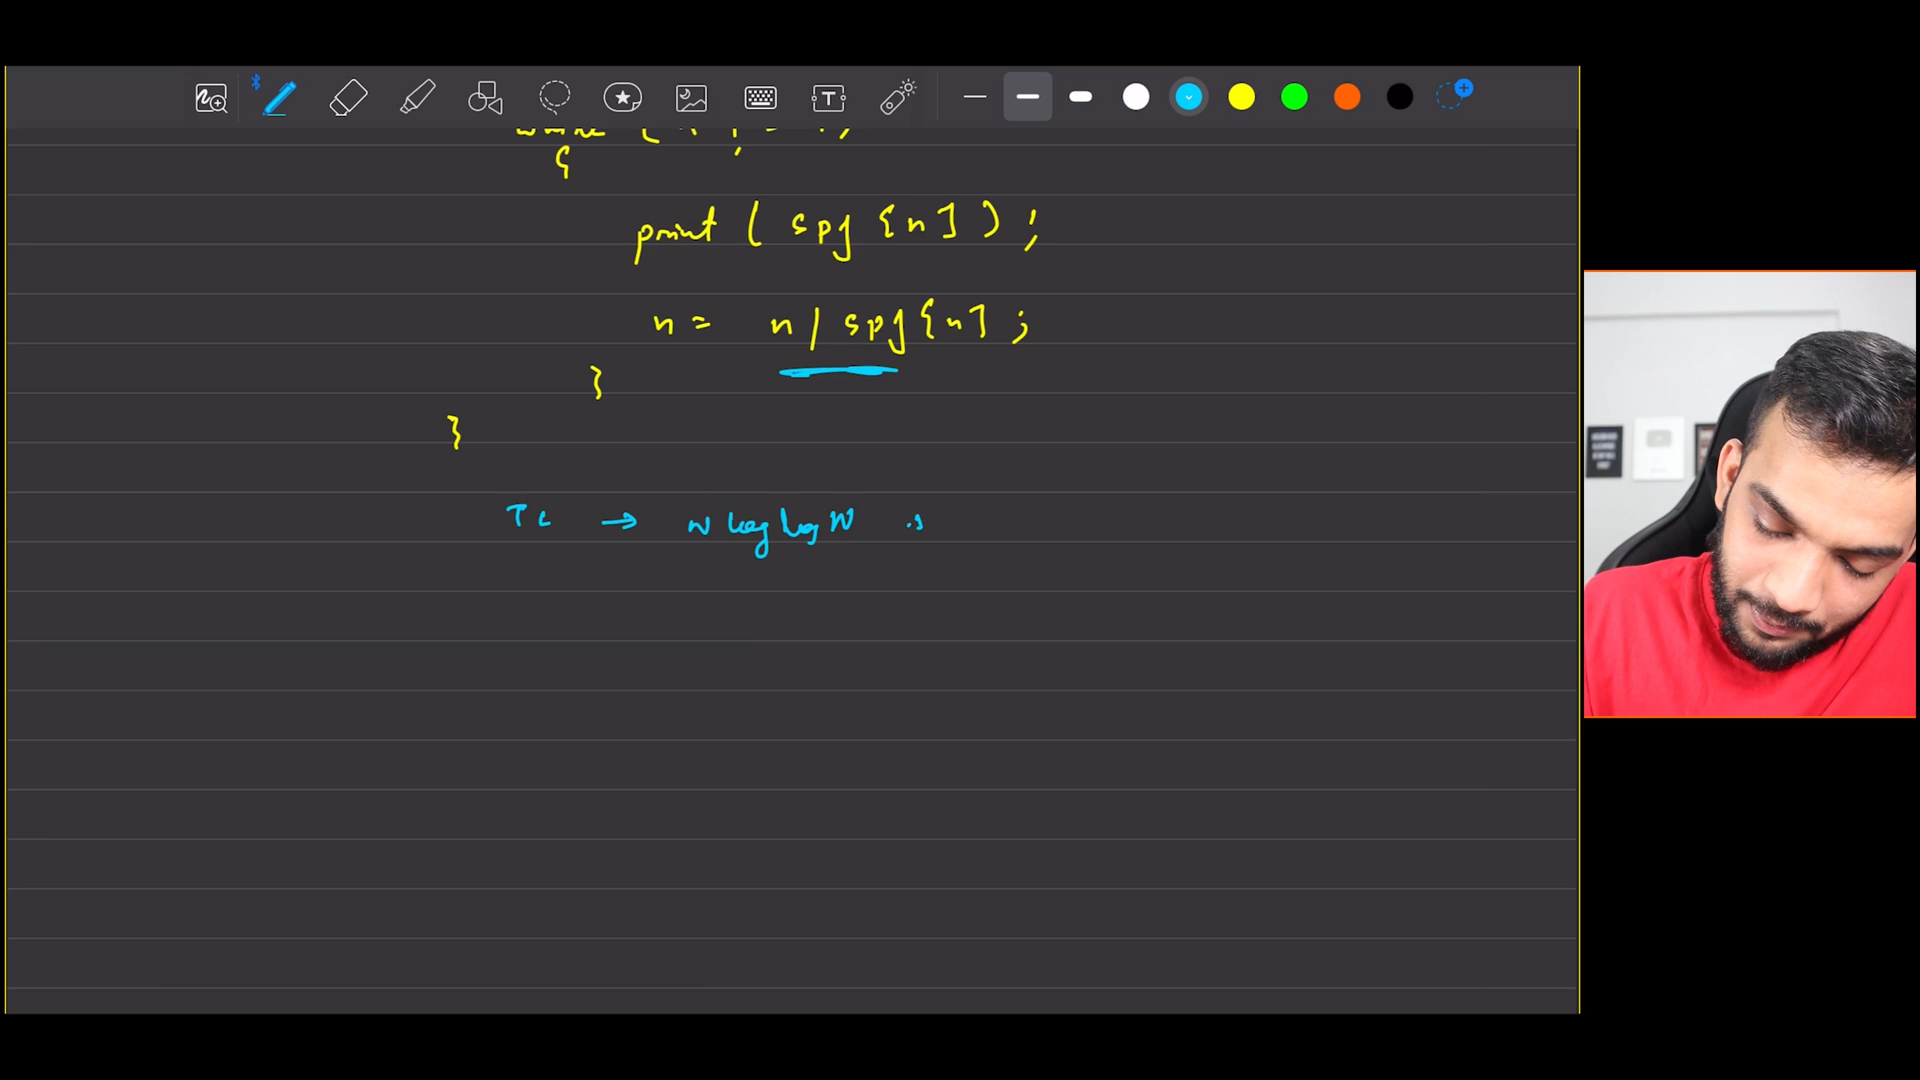 {
print ( spf [n] ) ;
n = n / spf [n] ;
}
}
TC → N log log N